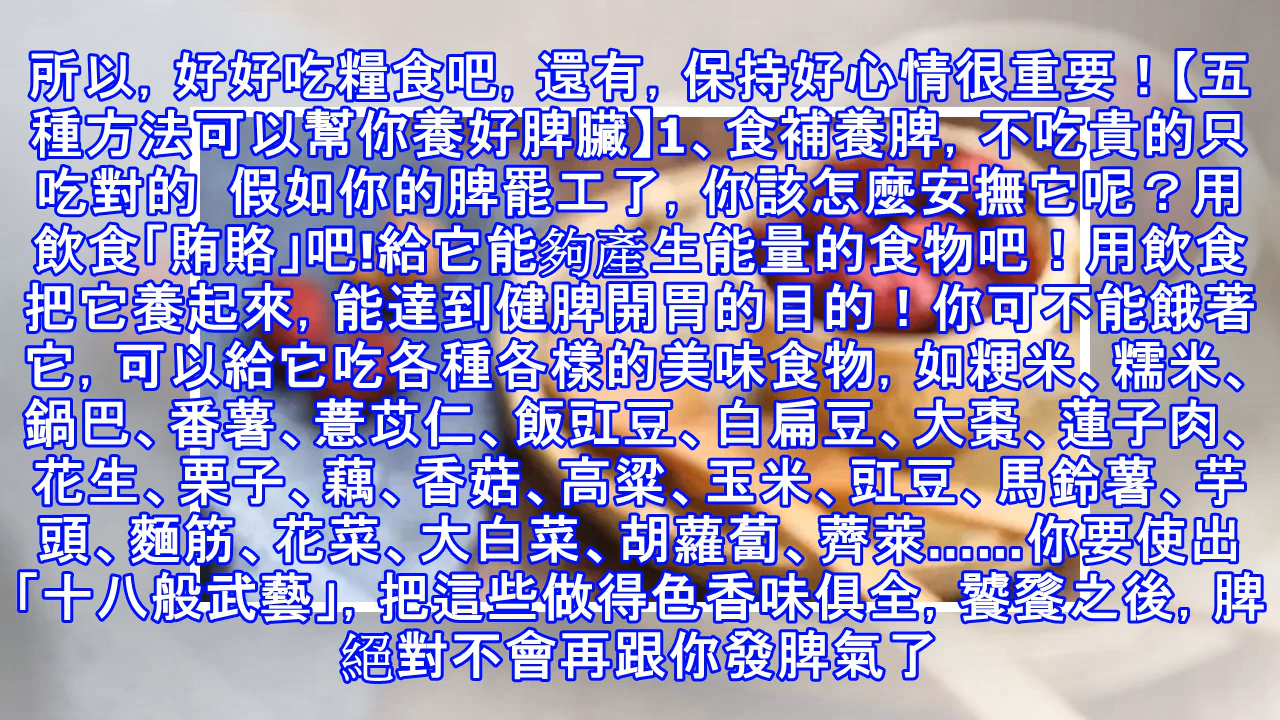 所以, 好好吃糧食吧, 還有, 保持好心情很重要！【五
種方法可以幫你養好脾臟】1、食補養脾, 不吃貴的只
吃對的 假如你的脾罷工了, 你該怎麼安撫它呢？用
飲食「賄賂」吧!給它能夠產生能量的食物吧！用飲食
把它養起來, 能達到健脾開胃的目的！你可不能餓著
它, 可以給它吃各種各樣的美味食物, 如粳米、糯米、
鍋巴、番薯、薏苡仁、飯豇豆、白扁豆、大棗、蓮子肉、
花生、栗子、藕、香菇、高粱、玉米、豇豆、馬鈴薯、芋
頭、麵筋、花菜、大白菜、胡蘿蔔、薺萊......你要使出
「十八般武藝」, 把這些做得色香味俱全, 饕餮之後, 脾
絕對不會再跟你發脾氣了